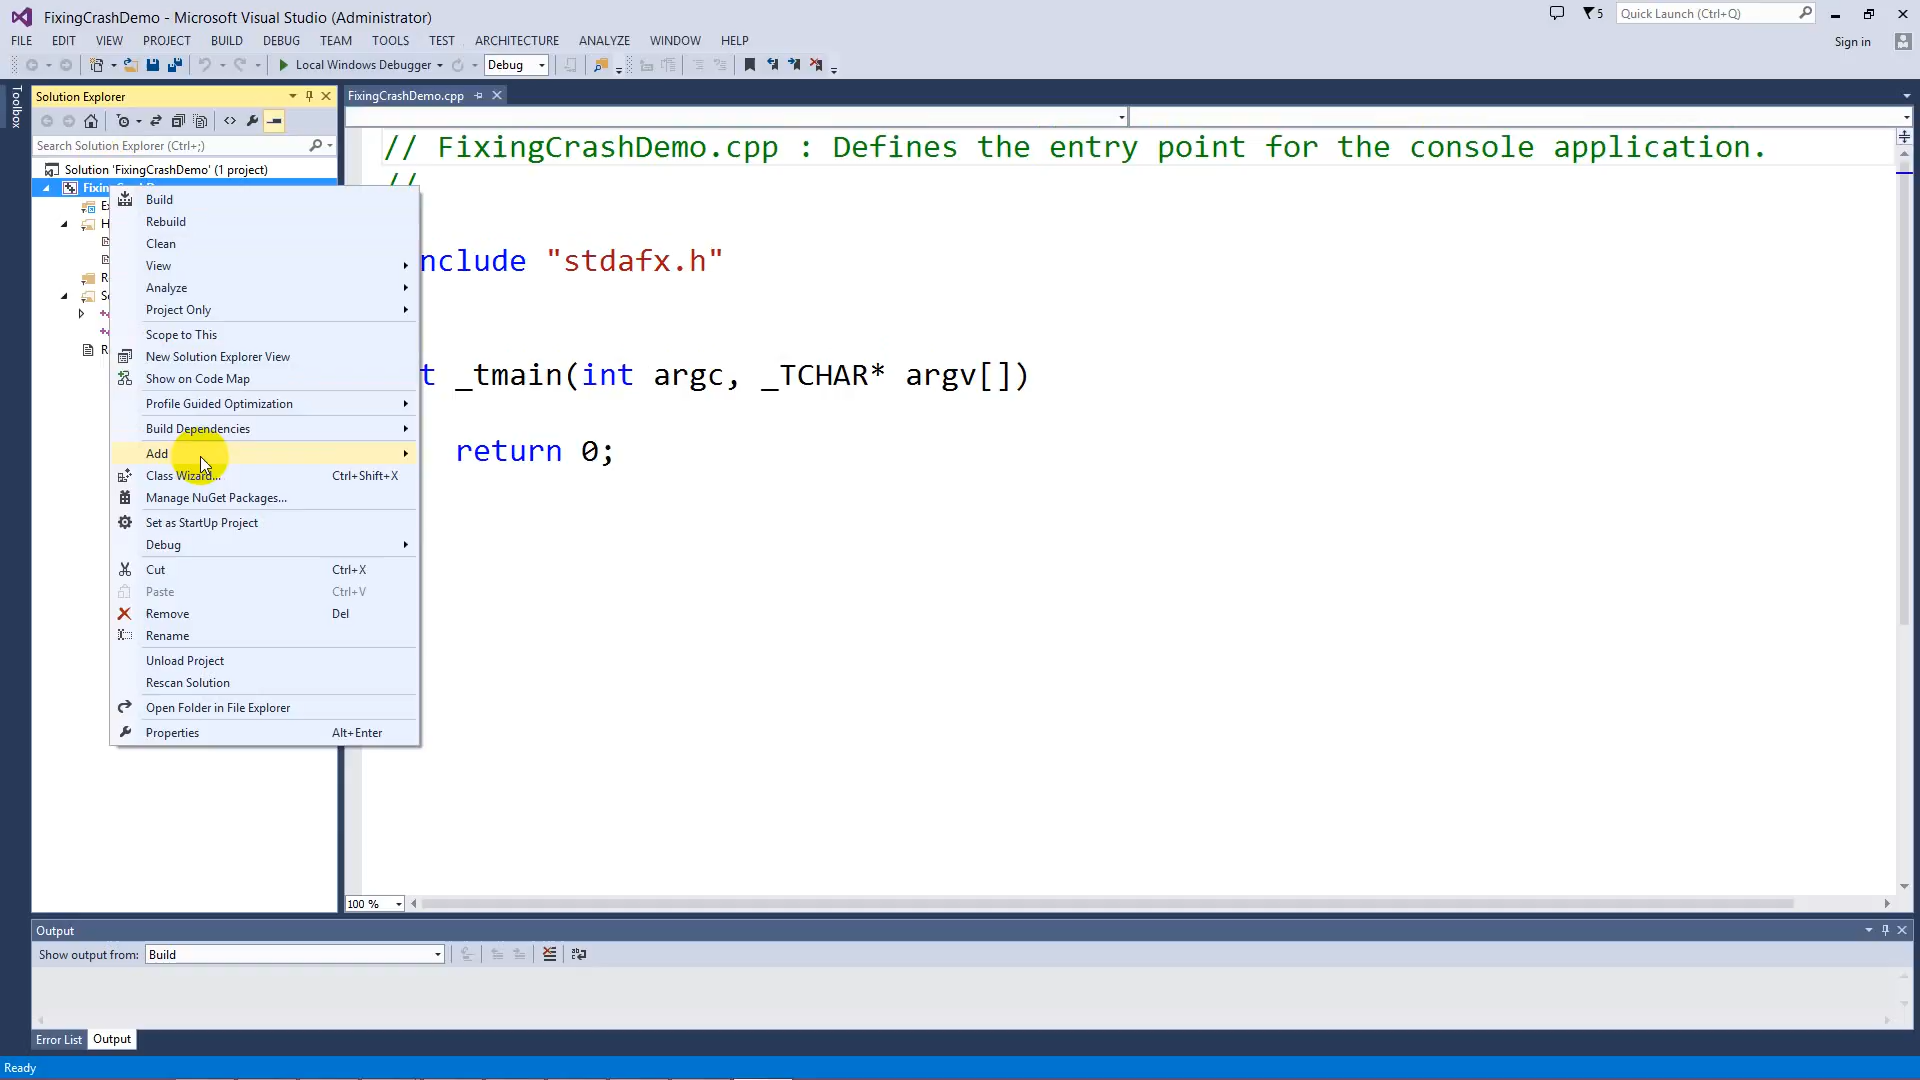 FixingCrashDemo - Microsoft Visual Studio (Administrator)
5
Quick Launch (Ctrl+Q)
FILE EDIT VIEW PROJECT BUILD DEBUG TEAM TOOLS TEST ARCHITECTURE ANALYZE WINDOW HELP
Sign in
Local Windows Debugger
Debug
Toolbox
Solution Explorer
Search Solution Explorer (Ctrl+;)
Solution 'FixingCrashDemo' (1 project)
Build
Rebuild
Clean
View
Analyze
Project Only
Scope to This
New Solution Explorer View
Show on Code Map
Profile Guided Optimization
Build Dependencies
Add
Class Wizard... Ctrl+Shift+X
Manage NuGet Packages...
Set as StartUp Project
Debug
Cut Ctrl+X
Paste Ctrl+V
Remove Del
Rename
Unload Project
Rescan Solution
Open Folder in File Explorer
Properties Alt+Enter
FixingCrashDemo.cpp
// FixingCrashDemo.cpp : Defines the entry point for the console application.
//
nclude "stdafx.h"
t _tmain(int argc, _TCHAR* argv[])
return 0;
100 %
Output
Show output from: Build
Error List Output
Ready